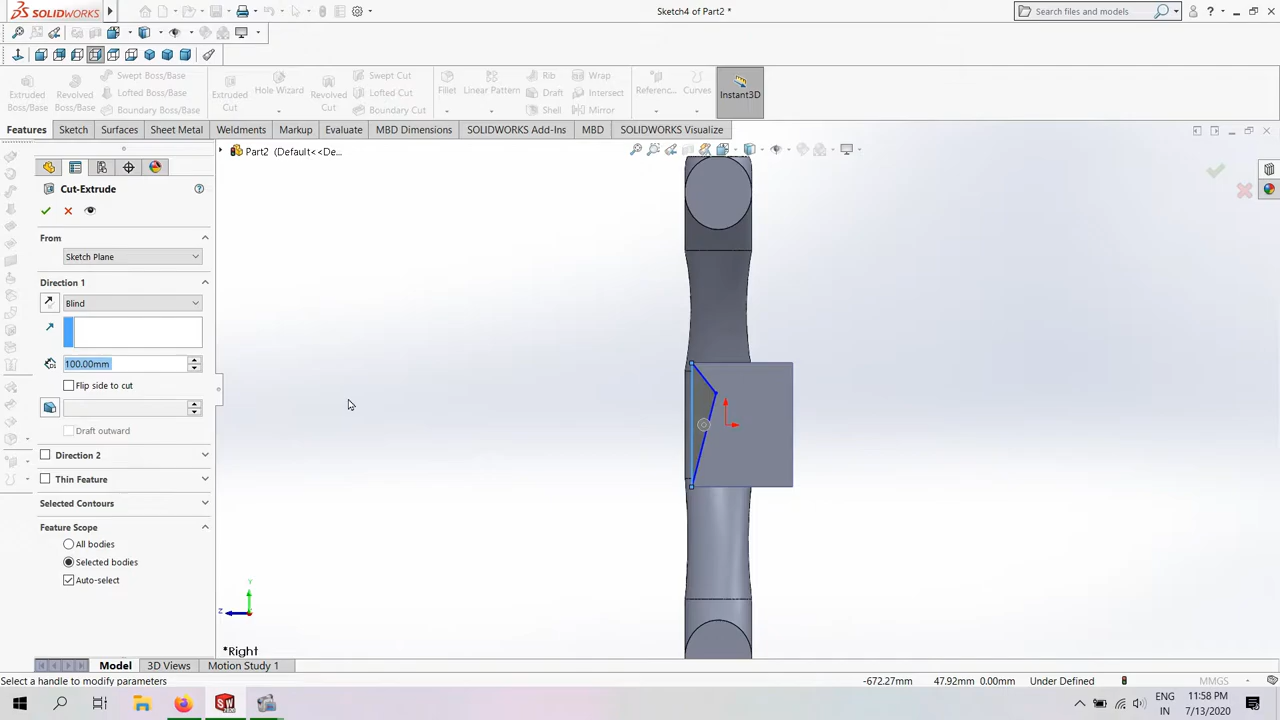 SOLIDWORKS
Sketch4 of Part2 *
Search files and models
Extruded Boss/Base
Revolved Boss/Base
Swept Boss/Base
Lofted Boss/Base
Boundary Boss/Base
Extruded Cut
Hole Wizard
Revolved Cut
Swept Cut
Lofted Cut
Boundary Cut
Fillet
Linear Pattern
Rib
Draft
Shell
Wrap
Intersect
Mirror
Referenc...
Curves
Instant3D
Features
Sketch
Surfaces
Sheet Metal
Weldments
Markup
Evaluate
MBD Dimensions
SOLIDWORKS Add-Ins
MBD
SOLIDWORKS Visualize
Part2 (Default<<De...
Cut-Extrude
From
Sketch Plane
Direction 1
Blind
100.00mm
Flip side to cut
Draft outward
Direction 2
Thin Feature
Selected Contours
Feature Scope
All bodies
Selected bodies
Auto-select
Y
Z
*Right
Model
3D Views
Motion Study 1
Select a handle to modify parameters
-672.27mm
47.92mm 0.00mm
Under Defined
MMGS
ENG
IN
11:58 PM
7/13/2020